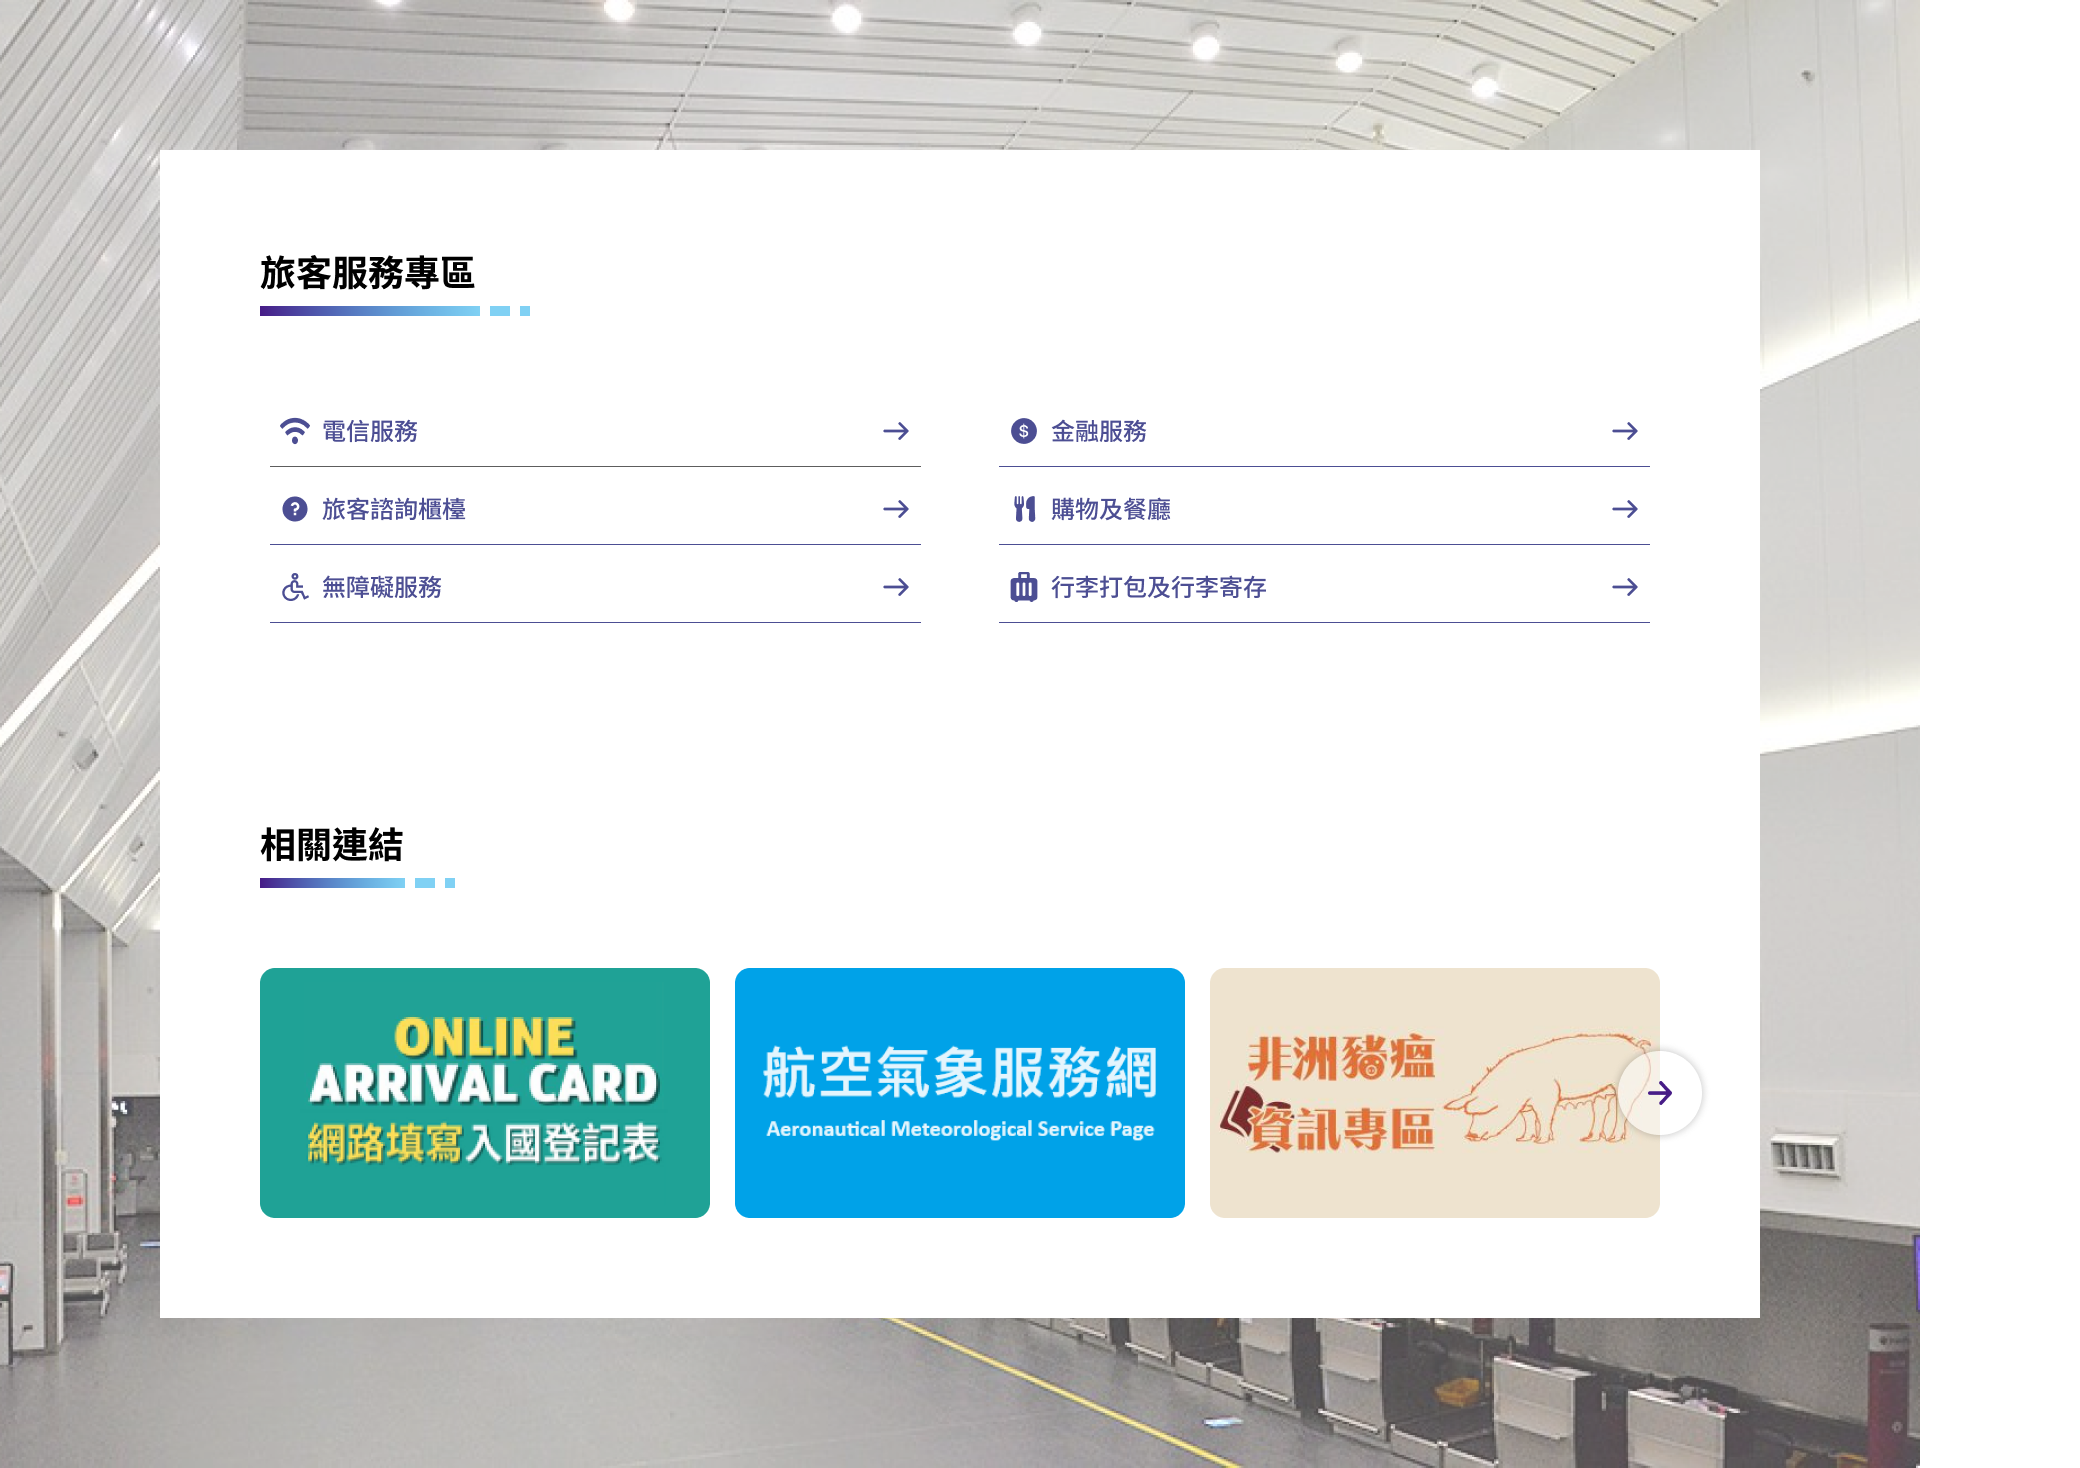 旅客服務專區
電信服務
金融服務
旅客諮詢櫃檯
購物及餐廳
無障礙服務
行李打包及行李寄存
相關連結
ONLINE
ARRIVAL CARD
網路填寫入國登記表
航空氣象服務網
Aeronautical Meteorological Service Page
非洲豬瘟
資訊專區